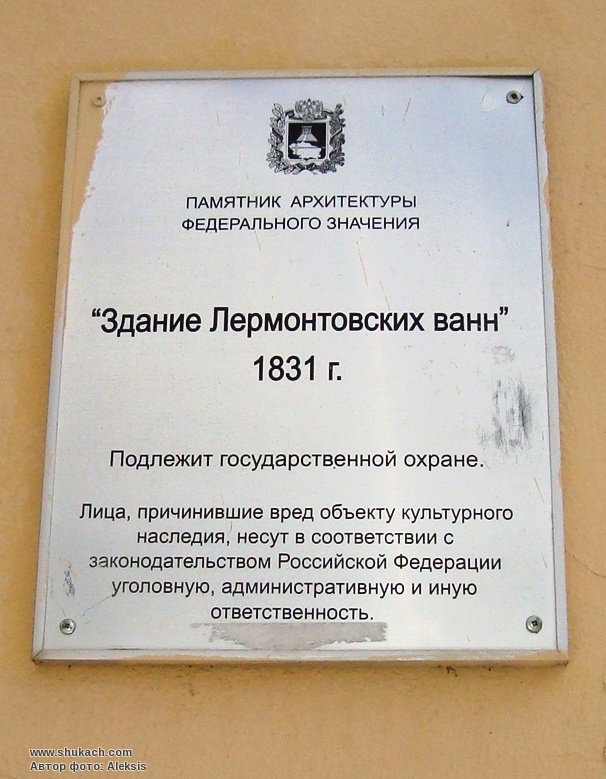 ПАМЯТНИК АРХИТЕКТУРЫ
ФЕДЕРАЛЬНОГО ЗНАЧЕНИЯ
“Здание Лермонтовских ванн”
1831 г.
Подлежит государственной охране.
Лица, причинившие вред объекту культурного
наследия, несут в соответствии с
законодательством Российской Федерации
уголовную, административную и иную
ответственность.
www.shukach.com
Автор фото: Aleksis